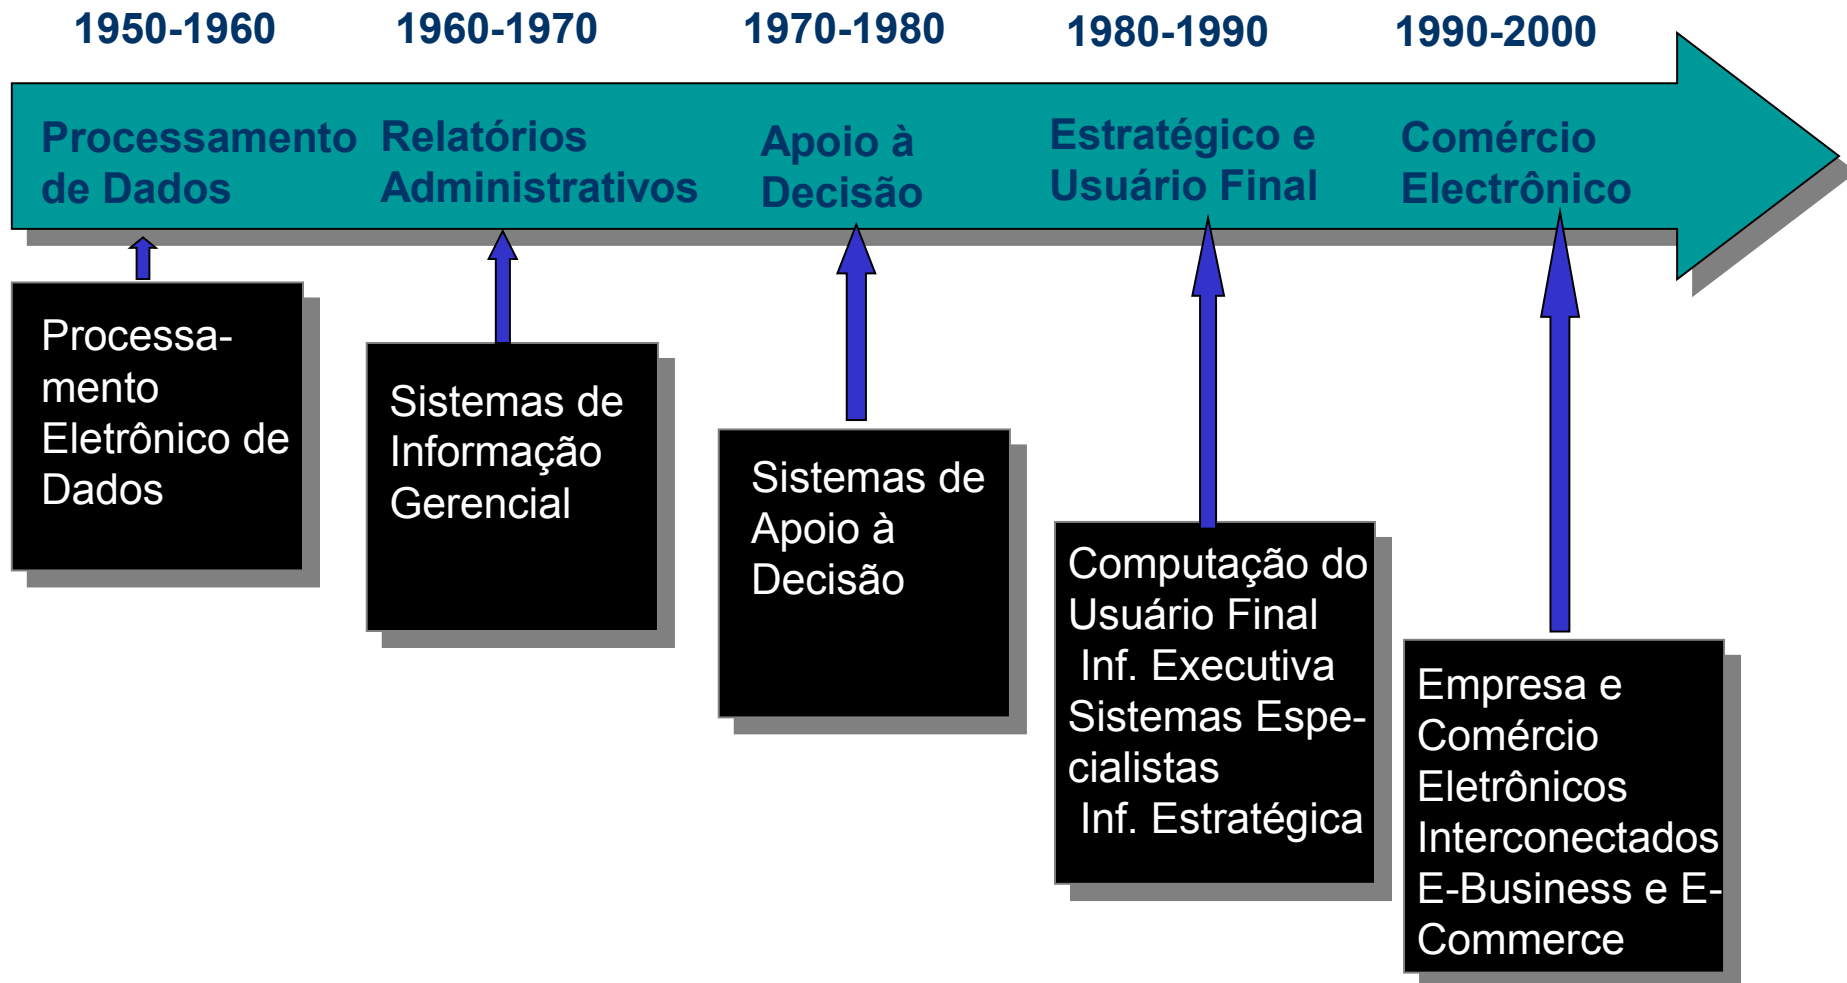 1950-1960
1960-1970
1970-1980
1980-1990
1990-2000
Processamento
de Dados
Relatórios
Administrativos
Apoio à
Decisão
Estratégico e
Usuário Final
Comércio
Electrônico
Processa-
mento
Eletrônico de
Dados
Sistemas de
Informação
Gerencial
Sistemas de
Apoio à
Decisão
Computação do
Usuário Final
Inf. Executiva
Sistemas Espe-
cialistas
Inf. Estratégica
Empresa e
Comércio
Eletrônicos
Interconectados
E-Business e E-
Commerce